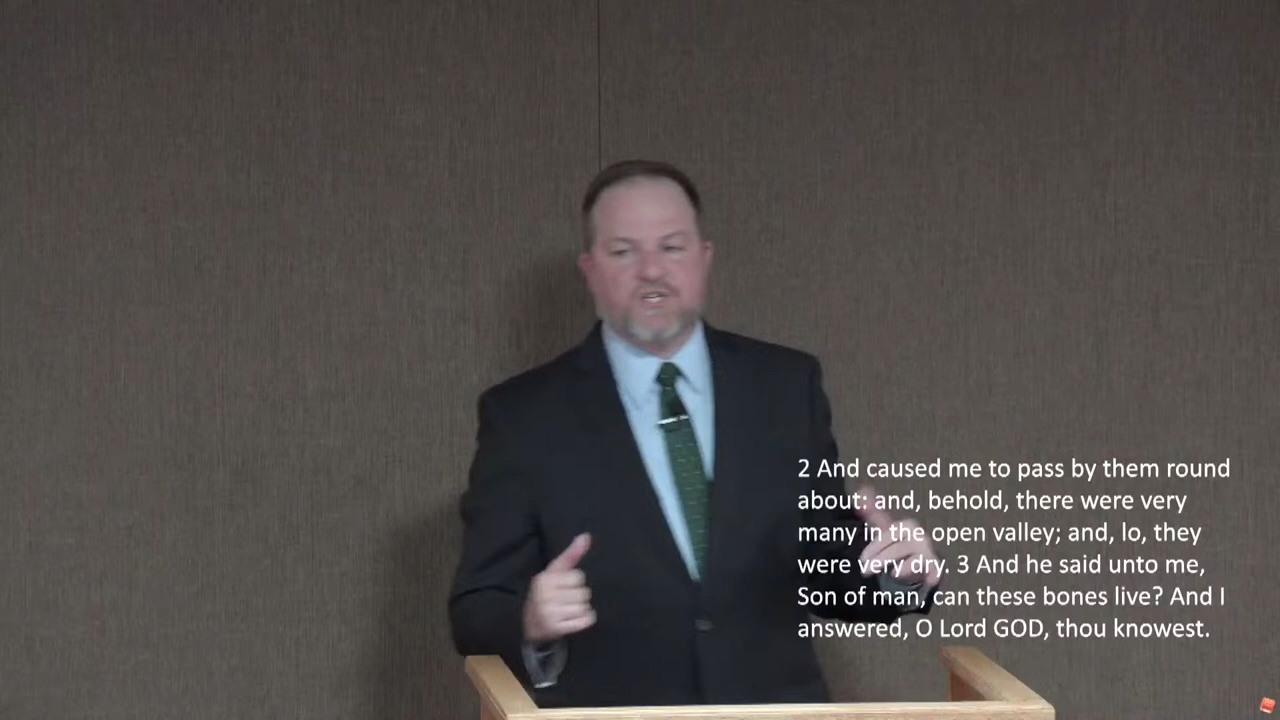 2 And caused me to pass by them round
about: and, behold, there were very
many in the open valley; and, lo, they
were very dry. 3 And he said unto me,
Son of man, can these bones live? And I
answered, O Lord GOD, thou knowest.